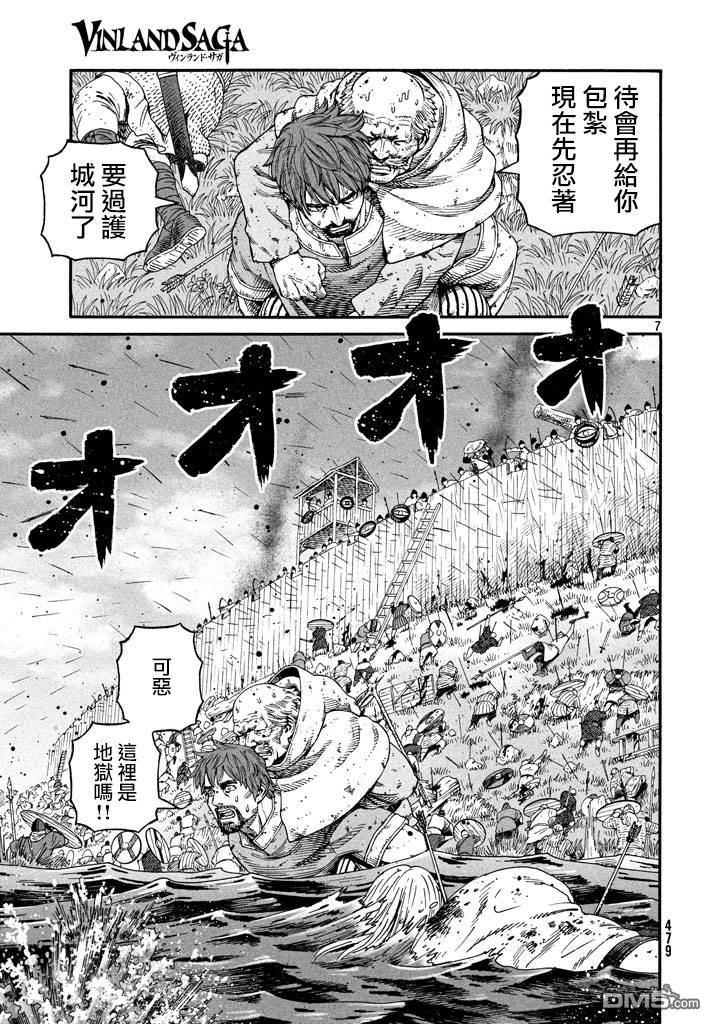 VINLAND SAGA
ヴィンランド・サガ
待會再給你
包紮
現在先忍著
要過護
城河了
7
オオオオ
可惡
這裡是
地獄嗎!!
479
DM5.com